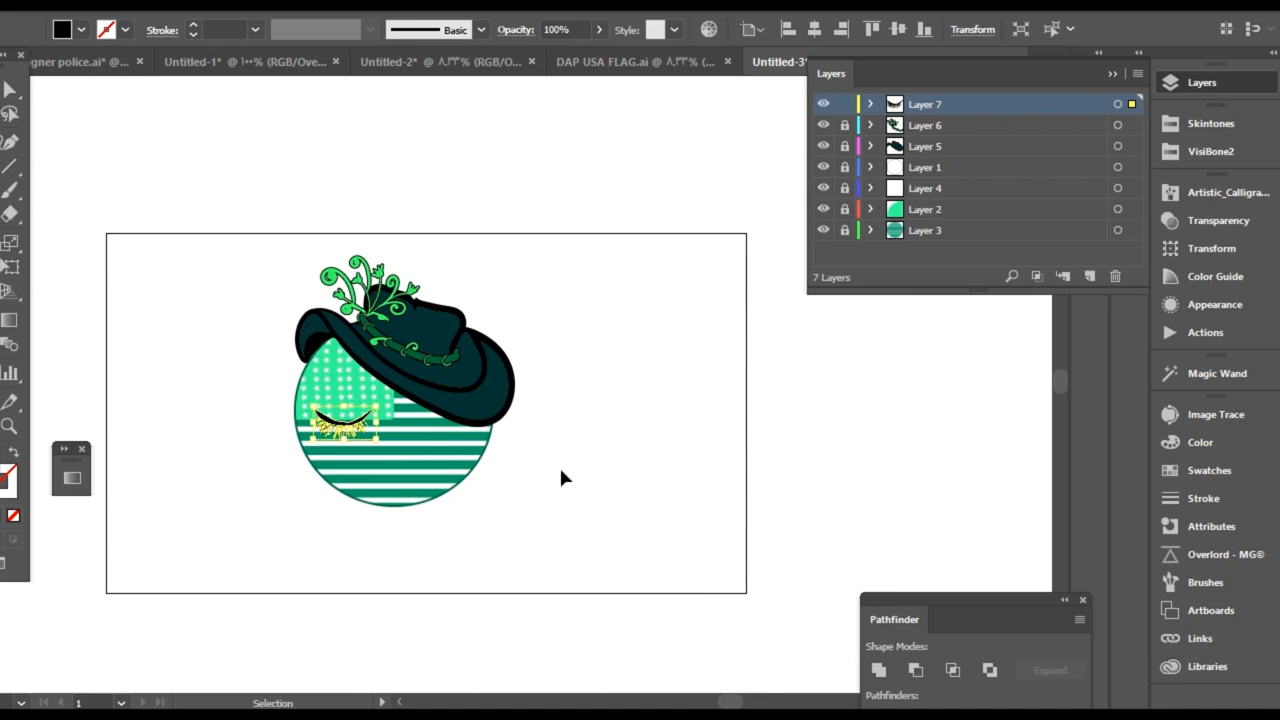 Stroke:
Basic
Opacity:
100%
Style:
Transform
gner police.ai* @...
Untitled-1* @ ١٠٠% (RGB/Ove...
Untitled-2* @ ٨,٣٣% (RGB/O...
DAP USA FLAG.ai @ ٨,٣٣% (...
Untitled-3*
Layers
Layer 7
Layer 6
Layer 5
Layer 1
Layer 4
Layer 2
Layer 3
7 Layers
Layers
Skintones
VisiBone2
Artistic_Calligra...
Transparency
Transform
Color Guide
Appearance
Actions
Magic Wand
Image Trace
Color
Swatches
Stroke
Attributes
Overlord - MG©
Brushes
Artboards
Links
Libraries
Pathfinder
Shape Modes:
Expand
Pathfinders:
1
Selection